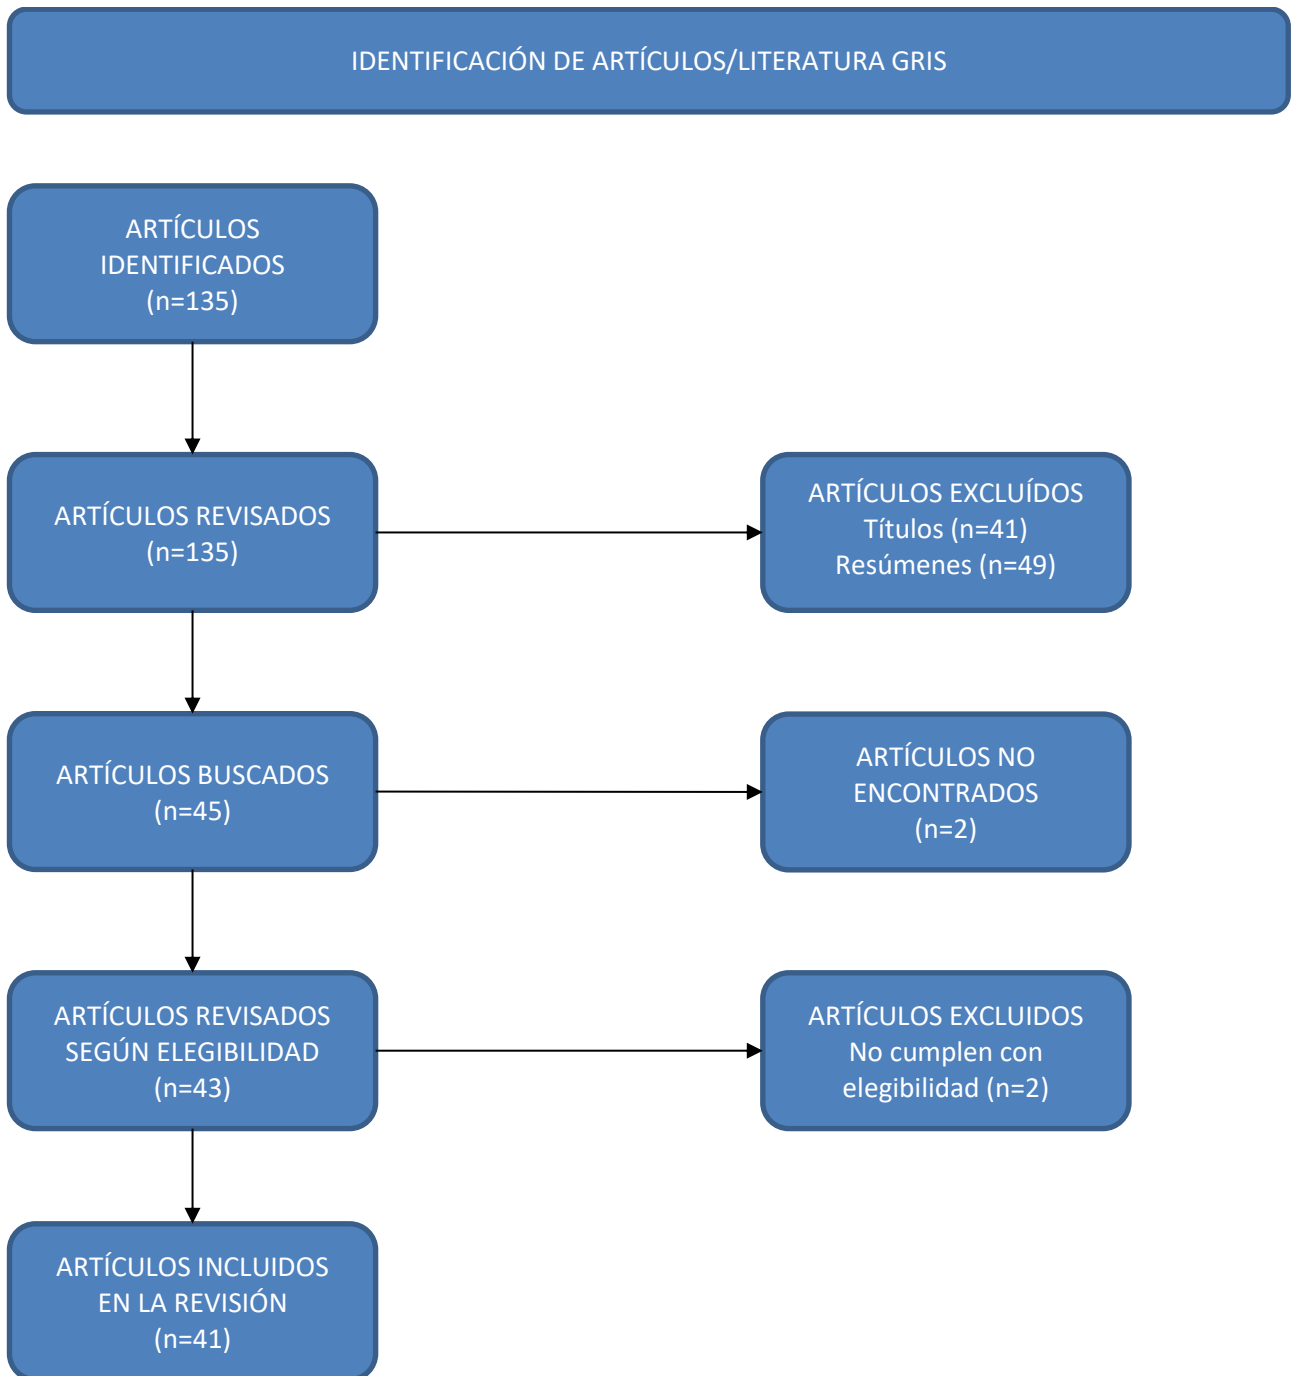 IDENTIFICACIÓN DE ARTÍCULOS/LITERATURA GRIS
ARTÍCULOS
IDENTIFICADOS
(n=135)
ARTÍCULOS REVISADOS
(n=135)
ARTÍCULOS EXCLUÍDOS
Títulos (n=41)
Resúmenes (n=49)
ARTÍCULOS BUSCADOS
(n=45)
ARTÍCULOS NO
ENCONTRADOS
(n=2)
ARTÍCULOS REVISADOS
SEGÚN ELEGIBILIDAD
(n=43)
ARTÍCULOS EXCLUIDOS
No cumplen con
elegibilidad (n=2)
ARTÍCULOS INCLUIDOS
EN LA REVISIÓN
(n=41)